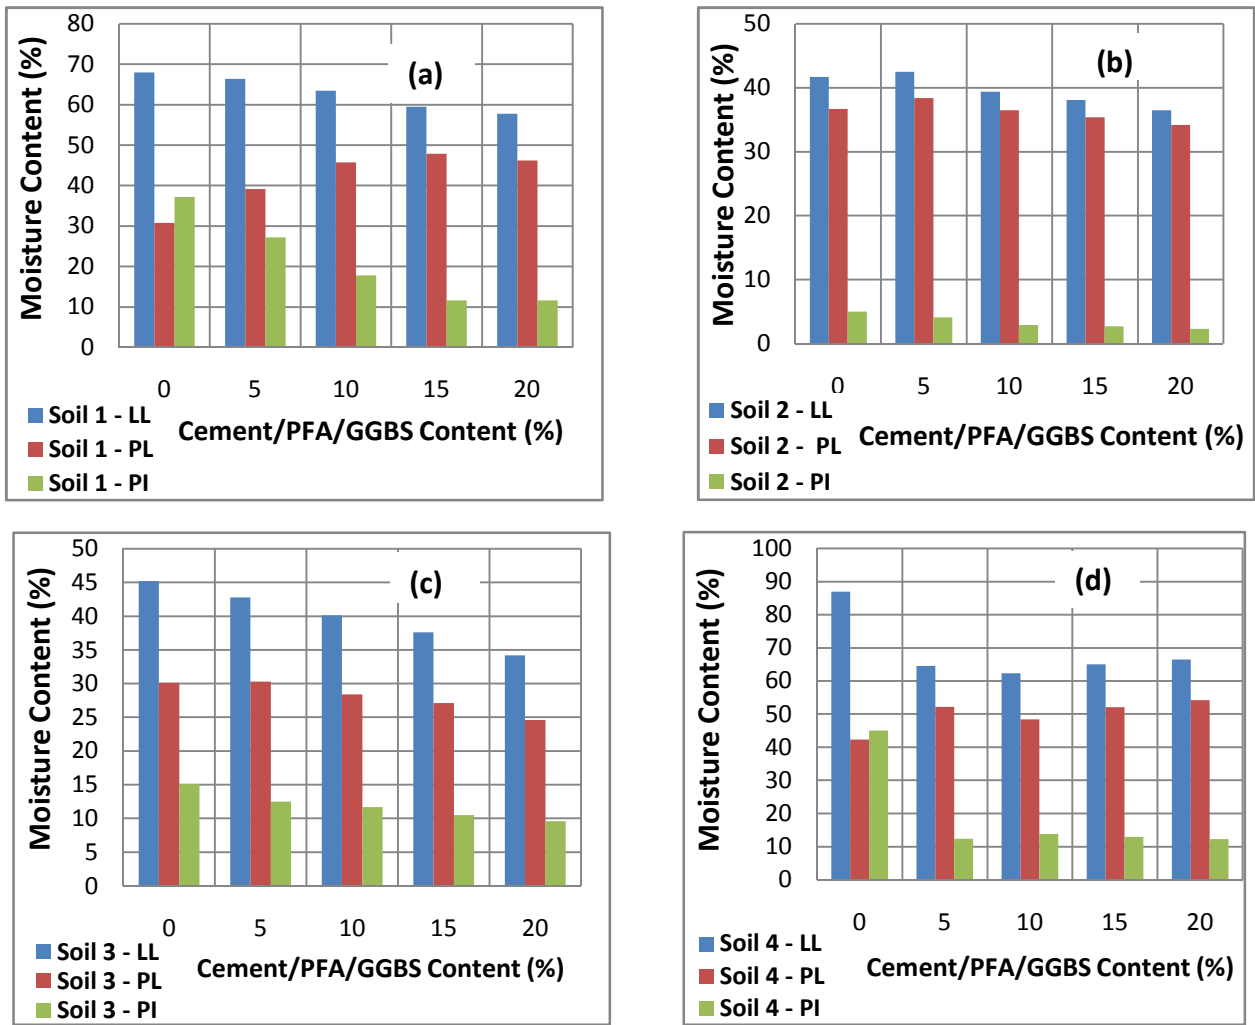 Moisture Content (%)
80
70
60
50
40
30
20
10
0
(a)
0 5 10 15 20
Cement/PFA/GGBS Content (%)
Soil 1 - LL
Soil 1 - PL
Soil 1 - PI
Moisture Content (%)
50
40
30
20
10
0
(b)
0 5 10 15 20
Cement/PFA/GGBS Content (%)
Soil 2 - LL
Soil 2 - PL
Soil 2 - PI
Moisture Content (%)
50
45
40
35
30
25
20
15
10
5
0
(c)
0 5 10 15 20
Cement/PFA/GGBS Content (%)
Soil 3 - LL
Soil 3 - PL
Soil 3 - PI
Moisture Content (%)
100
90
80
70
60
50
40
30
20
10
0
(d)
0 5 10 15 20
Cement/PFA/GGBS Content (%)
Soil 4 - LL
Soil 4 - PL
Soil 4 - PI